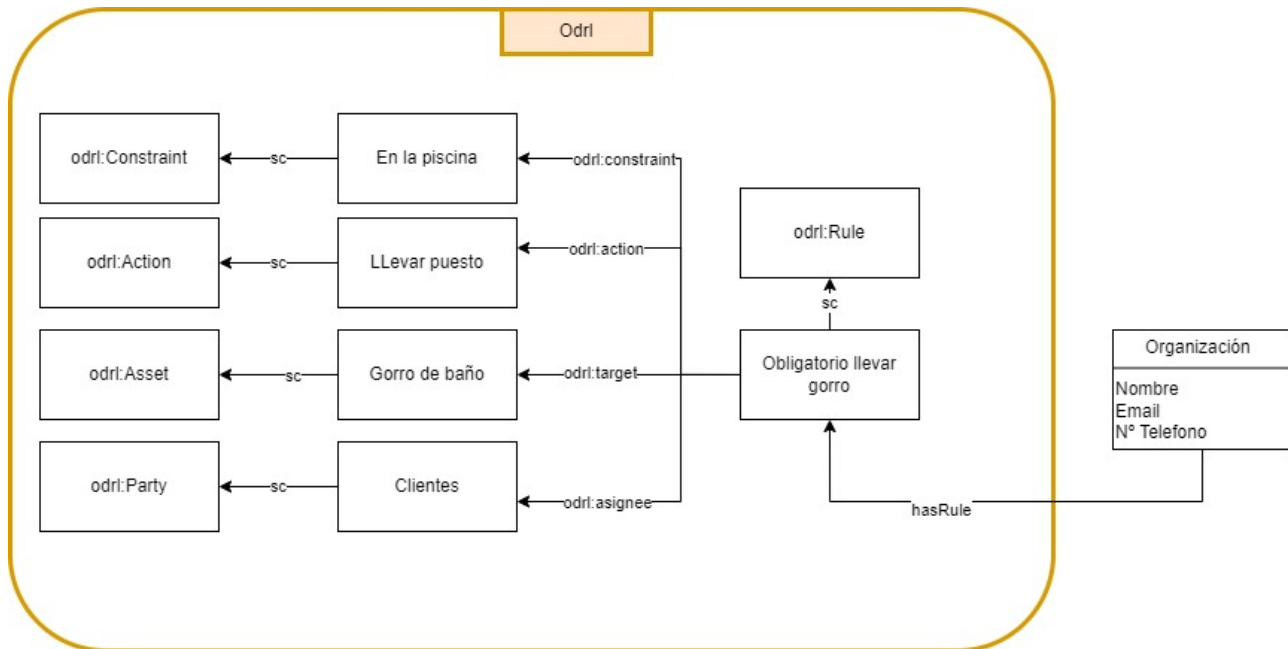 Odrl
odrl:Constraint
sc
En la piscina
odrl:constraint
odrl:Action
sc
LLevar puesto
odrl:action
odrl:Rule
sc
odrl:Asset
sc
Gorro de baño
odrl:target
Obligatorio llevar
gorro
Organización
Nombre
Email
Nº Telefono
odrl:Party
sc
Clientes
odrl:asignee
hasRule